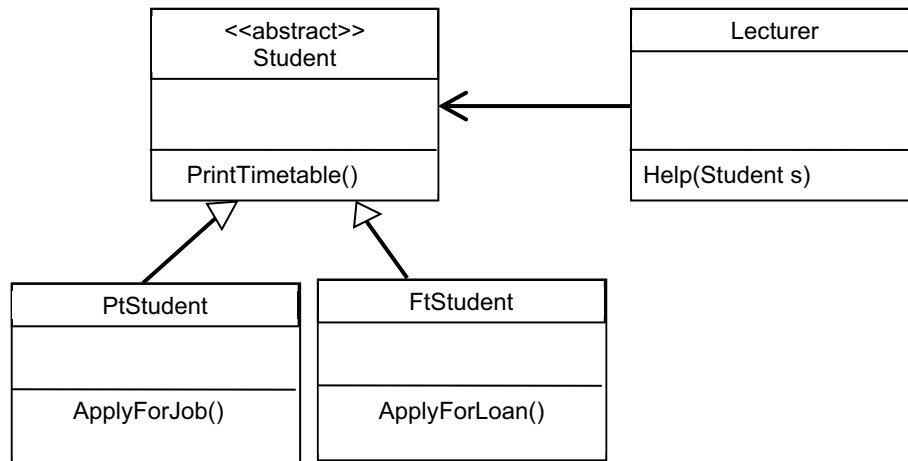 <<abstract>>
Student
PrintTimetable()
Lecturer
Help(Student s)
PtStudent
ApplyForJob()
FtStudent
ApplyForLoan()